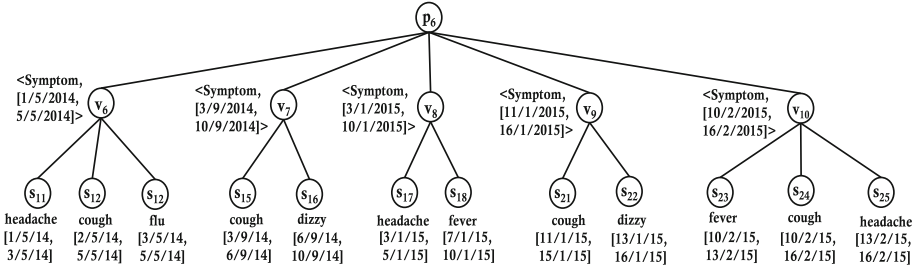 p6
<Symptom,
[1/5/2014,
5/5/2014]>
v6
<Symptom,
[3/9/2014,
10/9/2014]>
v7
<Symptom,
[3/1/2015,
10/1/2015]>
v8
<Symptom,
[11/1/2015,
16/1/2015]>
v9
<Symptom,
[10/2/2015,
16/2/2015]>
v10
s11
headache
[1/5/14,
3/5/14]
s12
cough
[2/5/14,
5/5/14]
s12
flu
[3/5/14,
5/5/14]
s15
cough
[3/9/14,
6/9/14]
s16
dizzy
[6/9/14,
10/9/14]
s17
headache
[3/1/15,
5/1/15]
s18
fever
[7/1/15,
10/1/15]
s21
cough
[11/1/15,
15/1/15]
s22
dizzy
[13/1/15,
16/1/15]
s23
fever
[10/2/15,
13/2/15]
s24
cough
[10/2/15,
16/2/15]
s25
headache
[13/2/15,
16/2/15]